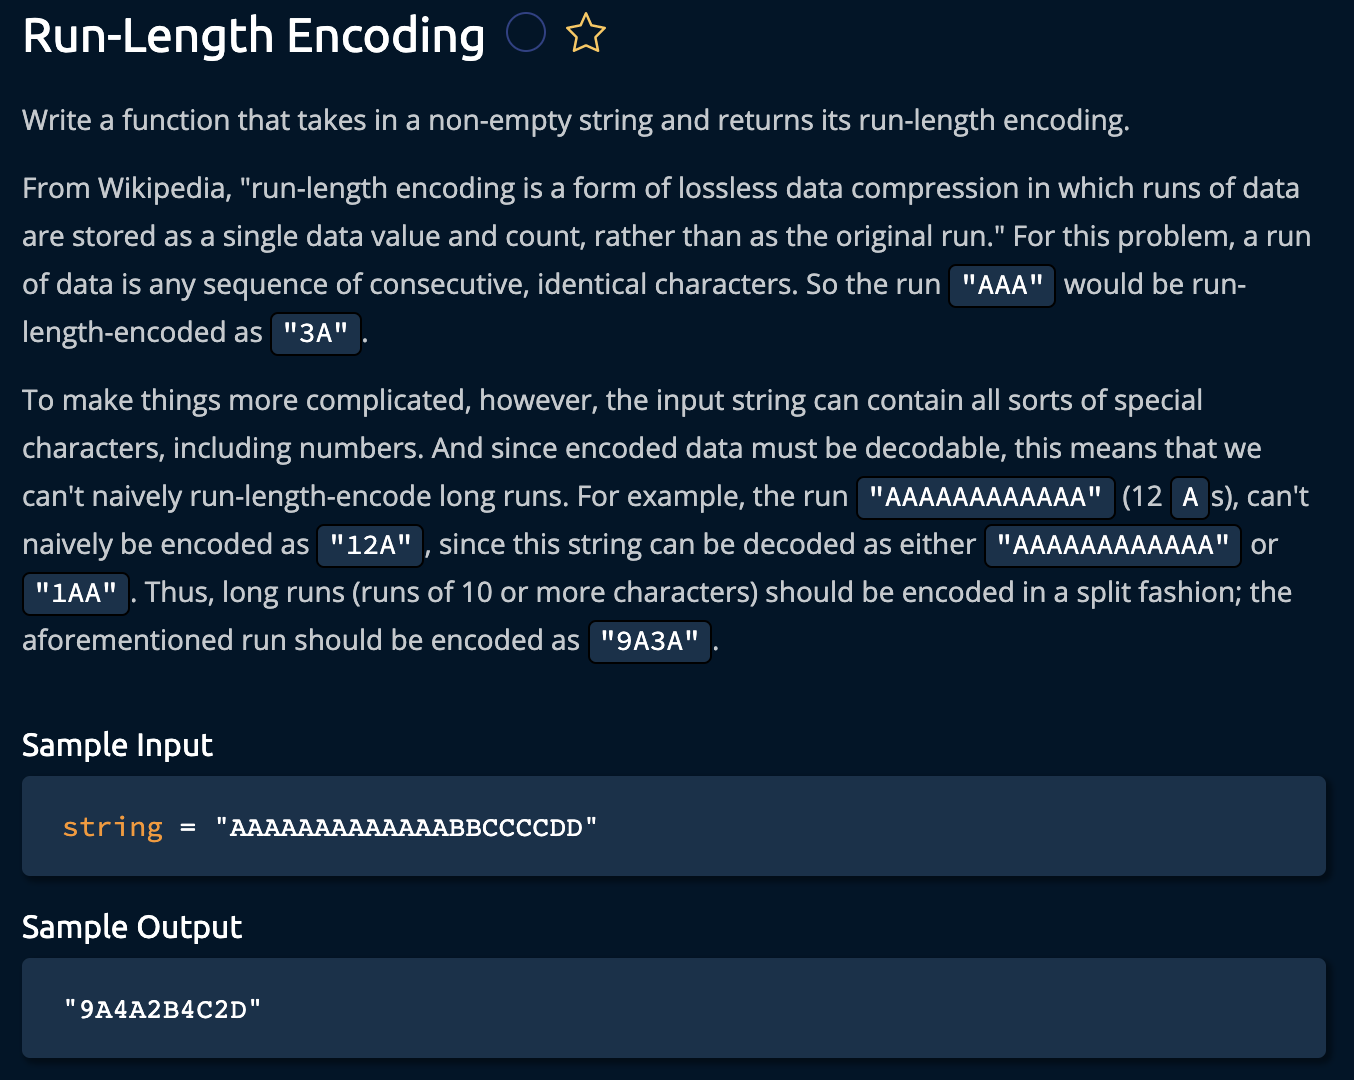 Run-Length Encoding
Write a function that takes in a non-empty string and returns its run-length encoding.
From Wikipedia, "run-length encoding is a form of lossless data compression in which runs of data
are stored as a single data value and count, rather than as the original run." For this problem, a run
of data is any sequence of consecutive, identical characters. So the run "AAA" would be run-
length-encoded as "3A".
To make things more complicated, however, the input string can contain all sorts of special
characters, including numbers. And since encoded data must be decodable, this means that we
can't naively run-length-encode long runs. For example, the run "AAAAAAAAAAAA" (12 A s), can't
naively be encoded as "12A", since this string can be decoded as either "AAAAAAAAAAAA" or
"1AA". Thus, long runs (runs of 10 or more characters) should be encoded in a split fashion; the
aforementioned run should be encoded as "9A3A".
Sample Input
string = "AAAAAAAAAAAAABBCCCCDD"
Sample Output
"9A4A2B4C2D"